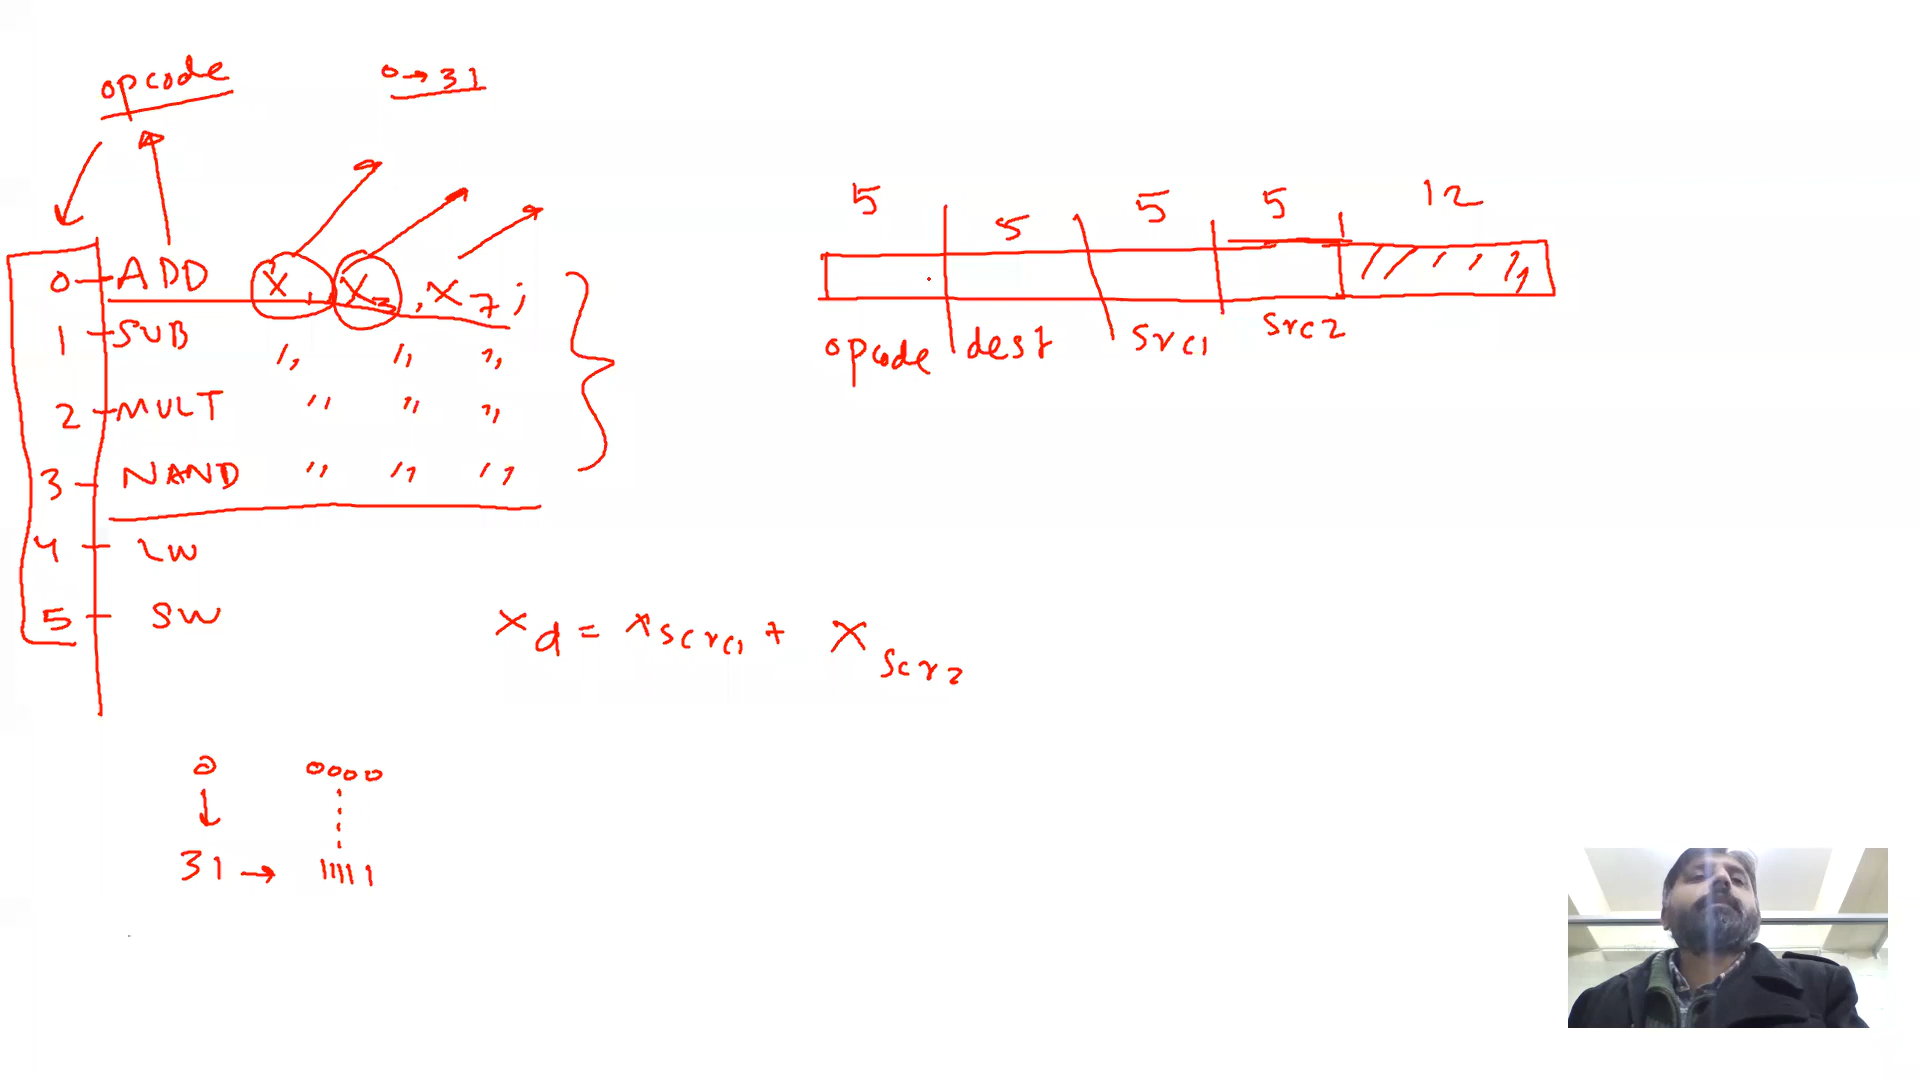 opcode 0→31
0 ADD X1, X3, X7;
1 SUB " " "
2 MULT " " "
3 NAND " " "
4 LW
5 SW
5 5 5 5 12
opcode dest src1 src2
Xd = Xscrc1 + Xscr2
0 0000
31 → 11111